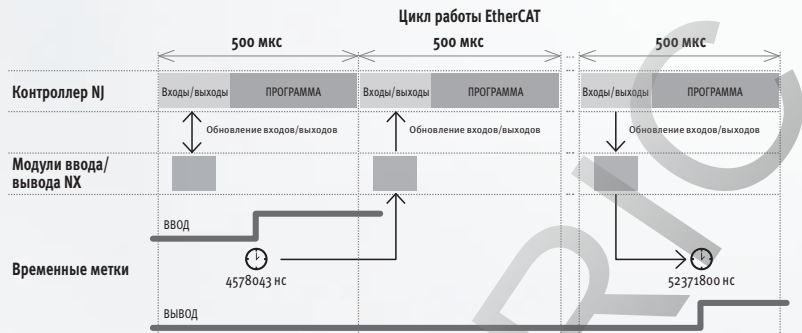 Цикл работы EtherCAT
500 мкс 500 мкс 500 мкс
Контроллер NJ
Входы/выходы ПРОГРАММА Входы/выходы ПРОГРАММА Входы/выходы ПРОГРАММА
Обновление входов/выходов Обновление входов/выходов Обновление входов/выходов
Модули ввода/
вывода NX
ВВОД
Временные метки
4578043 НС
52371800 НС
ВЫВОД
RIC